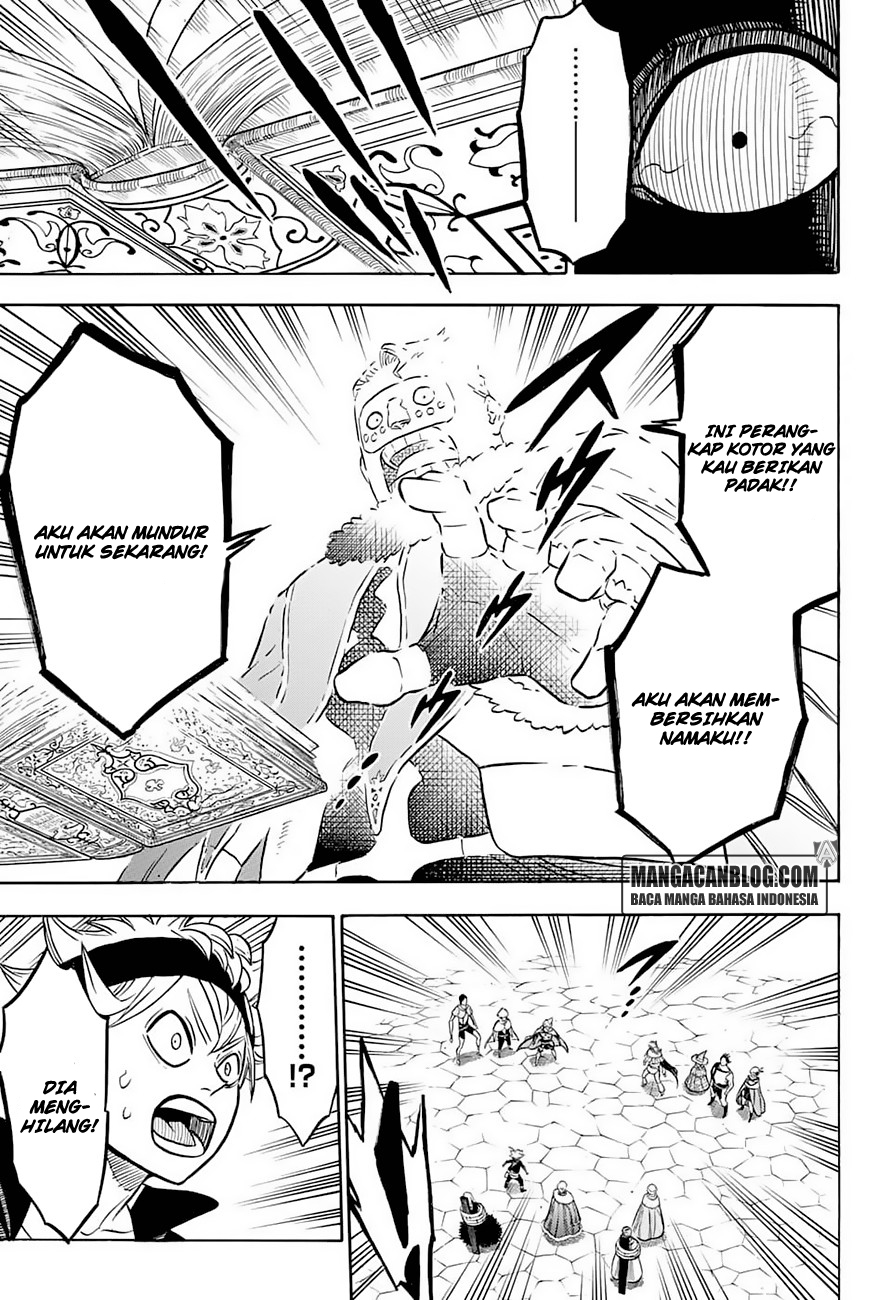 ..........
INI PERANG-
KAP KOTOR YANG
KAU BERIKAN
PADAK!!
AKU AKAN MEM-
BERSIHKAN
NAMAKU!!
AKU AKAN MUNDUR
UNTUK SEKARANG!
MANGACANBLOG.COM
BACA MANGA BAHASA INDONESIA
..........!?
DIA
MENG-
HILANG!